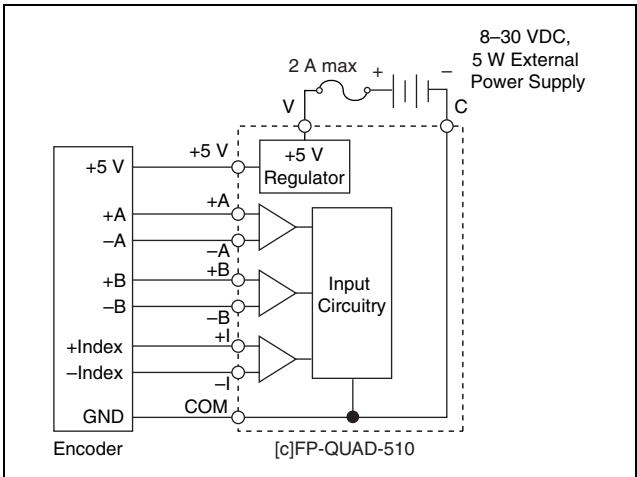 8–30 VDC,
5 W External
Power Supply
2 A max
+
–
V
C
+5 V
+5 V
+5 V
Regulator
+A
+A
–A
–A
+B
+B
–B
–B
Input
Circuitry
+Index
+I
–Index
–I
GND
COM
Encoder
[c]FP-QUAD-510